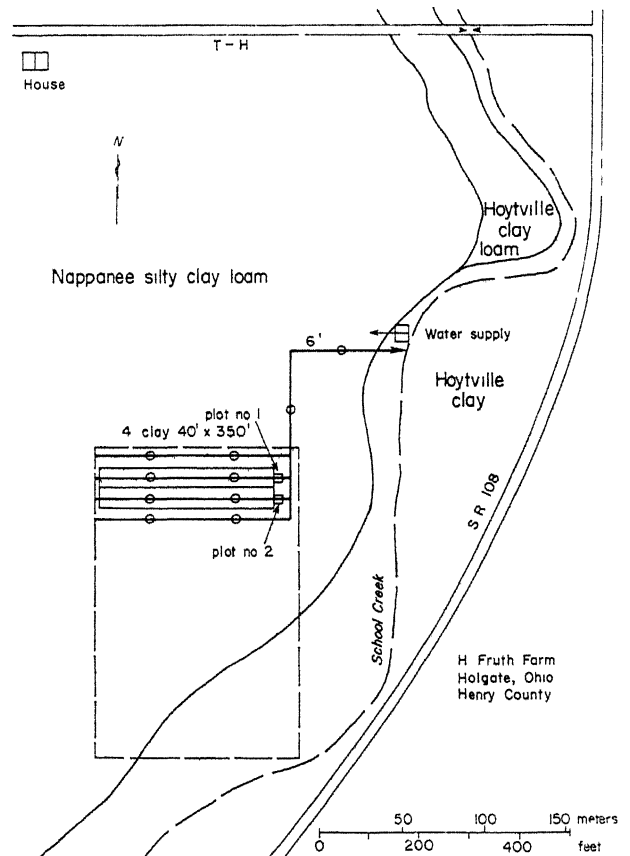 T-H
House
N
Hoytville
clay
loam
Nappanee silty clay loam
6'
Water supply
Hoytville
clay
plot no 1
4 clay 40' x 350'
S R 108
plot no 2
School Creek
H Fruth Farm
Holgate, Ohio
Henry County
50 100 150 meters
0 200 400 feet